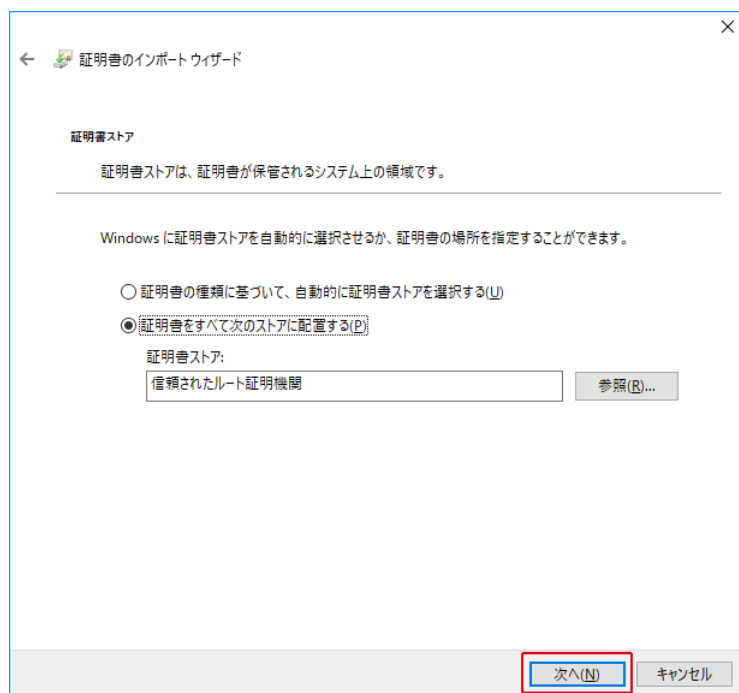 証明書のインポート ウィザード
証明書ストア
証明書ストアは、証明書が保管されるシステム上の領域です。
Windows に証明書ストアを自動的に選択させるか、証明書の場所を指定することができます。
証明書の種類に基づいて、自動的に証明書ストアを選択する(U)
証明書をすべて次のストアに配置する(P)
証明書ストア:
信頼されたルート証明機関
参照(R)...
次へ(N)
キャンセル